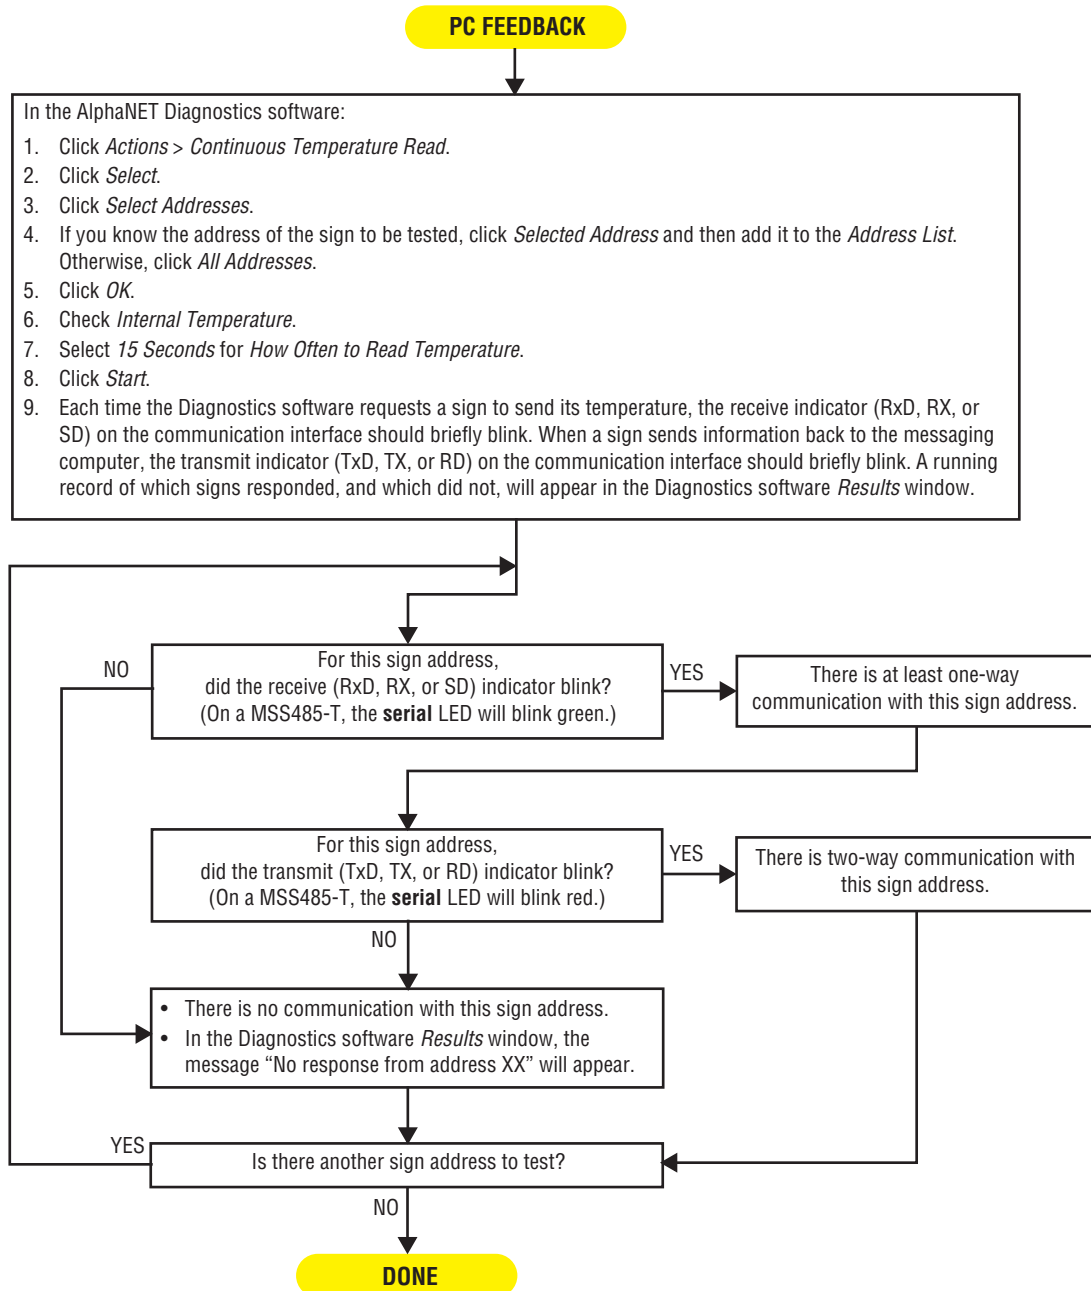 PC FEEDBACK
In the AlphaNET Diagnostics software:
1. Click Actions > Continuous Temperature Read.
2. Click Select.
3. Click Select Addresses.
4. If you know the address of the sign to be tested, click Selected Address and then add it to the Address List.
Otherwise, click All Addresses.
5. Click OK.
6. Check Internal Temperature.
7. Select 15 Seconds for How Often to Read Temperature.
8. Click Start.
9. Each time the Diagnostics software requests a sign to send its temperature, the receive indicator (RxD, RX, or
SD) on the communication interface should briefly blink. When a sign sends information back to the messaging
computer, the transmit indicator (TxD, TX, or RD) on the communication interface should briefly blink. A running
record of which signs responded, and which did not, will appear in the Diagnostics software Results window.
NO
For this sign address,
did the receive (RxD, RX, or SD) indicator blink?
(On a MSS485-T, the serial LED will blink green.)
YES
There is at least one-way
communication with this sign address.
For this sign address,
did the transmit (TxD, TX, or RD) indicator blink?
(On a MSS485-T, the serial LED will blink red.)
YES
There is two-way communication with
this sign address.
NO
• There is no communication with this sign address.
• In the Diagnostics software Results window, the
message “No response from address XX” will appear.
YES
Is there another sign address to test?
NO
DONE